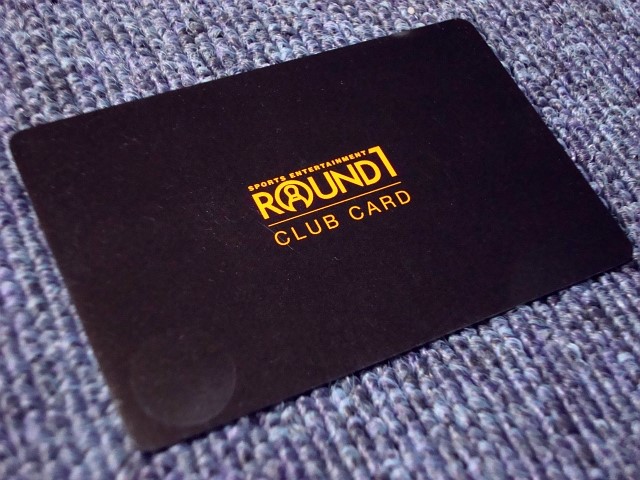 SPORTS ENTERTAINMENT
ROUND1
CLUB CARD